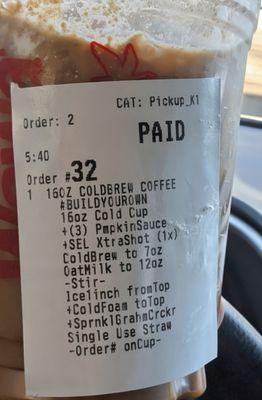 CAT: Pickup_K1
Order: 2
PAID
5:40
Order #32
1 16OZ COLDBREW COFFEE
#BUILDYOUROWN
16oz Cold Cup
+(3) PmpkinSauce
+SEL XtraShot (1x)
ColdBrew to 7oz
OatMilk to 12oz
-Stir-
Ice1inch fromTop
+ColdFoam toTop
+Sprnkl6rahmCrckr
Single Use Straw
-Order# onCup-